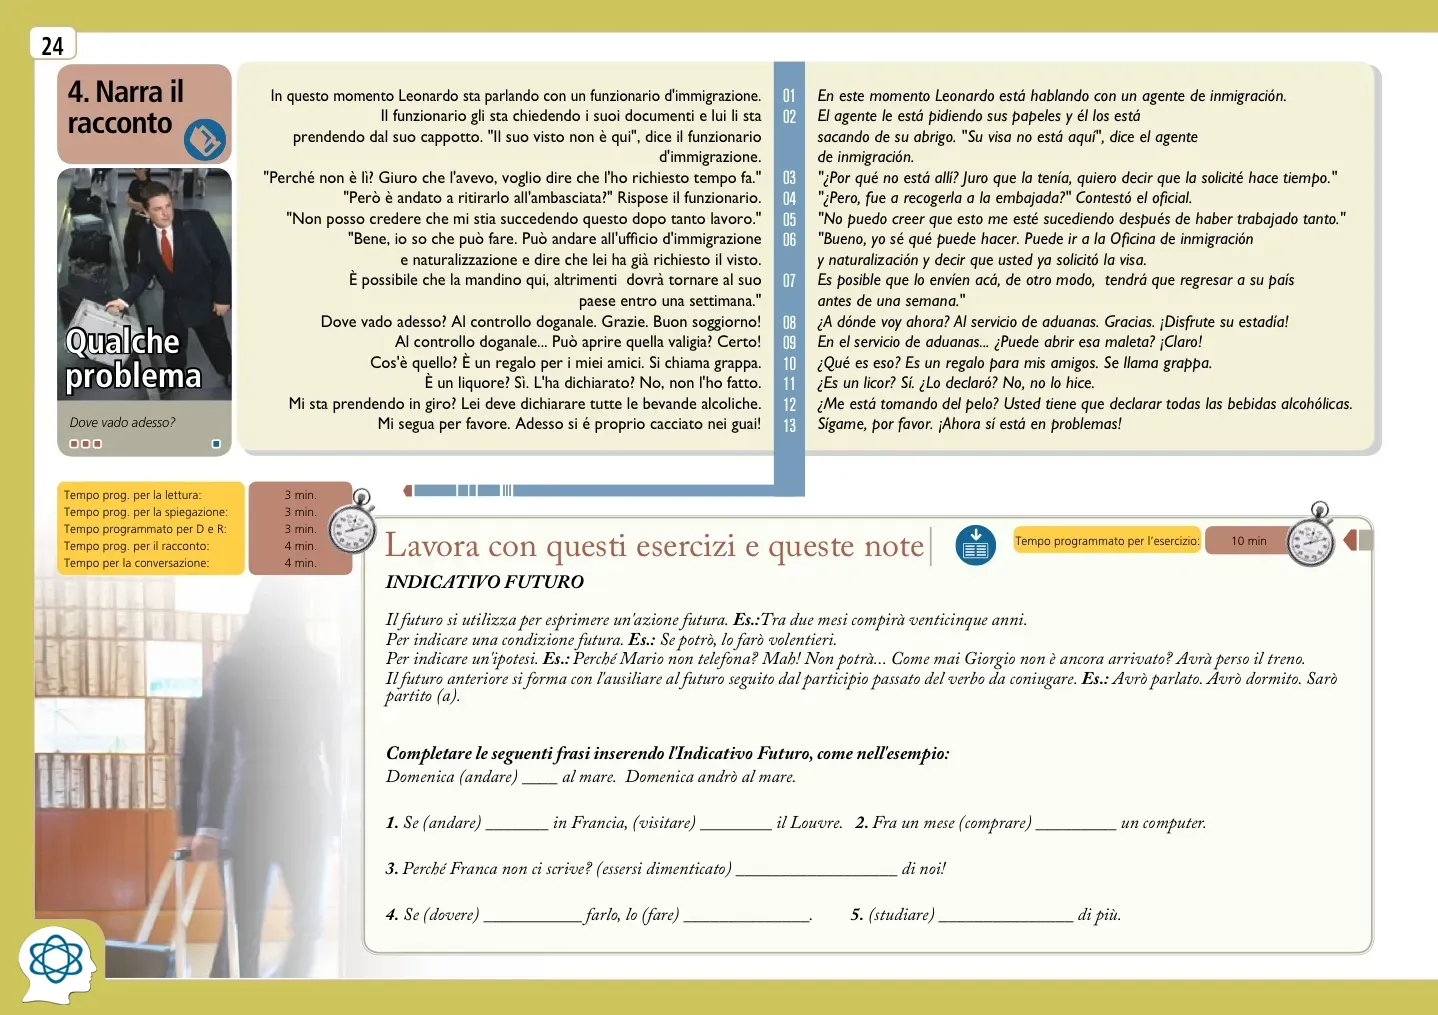 24
4. Narra il
racconto
Qualche
problema
Dove vado adesso?
In questo momento Leonardo sta parlando con un funzionario d'immigrazione.
Il funzionario gli sta chiedendo i suoi documenti e lui li sta
prendendo dal suo cappotto. "Il suo visto non è qui", dice il funzionario
d'immigrazione.
"Perché non è lì? Giuro che l'avevo, voglio dire che l'ho richiesto tempo fa."
"Però è andato a ritirarlo all'ambasciata?" Rispose il funzionario.
"Non posso credere che mi stia succedendo questo dopo tanto lavoro."
"Bene, io so che può fare. Può andare all'ufficio d'immigrazione
e naturalizzazione e dire che lei ha già richiesto il visto.
È possibile che la mandino qui, altrimenti  dovrà tornare al suo
paese entro una settimana."
Dove vado adesso? Al controllo doganale. Grazie. Buon soggiorno!
Al controllo doganale... Può aprire quella valigia? Certo!
Cos'è quello? È un regalo per i miei amici. Si chiama grappa.
È un liquore? Sì. L'ha dichiarato? No, non l'ho fatto.
Mi sta prendendo in giro? Lei deve dichiarare tutte le bevande alcoliche.
Mi segua per favore. Adesso si é proprio cacciato nei guai!
01
02
03
04
05
06
07
08
09
10
11
12
13
En este momento Leonardo está hablando con un agente de inmigración.
El agente le está pidiendo sus papeles y él los está
sacando de su abrigo. "Su visa no está aquí", dice el agente
de inmigración.
"¿Por qué no está allí? Juro que la tenía, quiero decir que la solicité hace tiempo."
"¿Pero, fue a recogerla a la embajada?" Contestó el oficial.
"No puedo creer que esto me esté sucediendo después de haber trabajado tanto."
"Bueno, yo sé qué puede hacer. Puede ir a la Oficina de inmigración
y naturalización y decir que usted ya solicitó la visa.
Es posible que lo envíen acá, de otro modo,  tendrá que regresar a su país
antes de una semana."
¿A dónde voy ahora? Al servicio de aduanas. Gracias. ¡Disfrute su estadía!
En el servicio de aduanas... ¿Puede abrir esa maleta? ¡Claro!
¿Qué es eso? Es un regalo para mis amigos. Se llama grappa.
¿Es un licor? Sí. ¿Lo declaró? No, no lo hice.
¿Me está tomando del pelo? Usted tiene que declarar todas las bebidas alcohólicas.
Sígame, por favor. ¡Ahora sí está en problemas!
Tempo prog. per la lettura: 3 min.
Tempo prog. per la spiegazione: 3 min.
Tempo programmato per D e R: 3 min.
Tempo prog. per il racconto: 4 min.
Tempo per la conversazione: 4 min.
Lavora con questi esercizi e queste note
Tempo programmato per l'esercizio: 10 min
INDICATIVO FUTURO
Il futuro si utilizza per esprimere un'azione futura. Es.:Tra due mesi compirà venticinque anni.
Per indicare una condizione futura. Es.: Se potrò, lo farò volentieri.
Per indicare un'ipotesi. Es.: Perché Mario non telefona? Mah! Non potrà... Come mai Giorgio non è ancora arrivato? Avrà perso il treno.
Il futuro anteriore si forma con l'ausiliare al futuro seguito dal participio passato del verbo da coniugare. Es.: Avrò parlato. Avrò dormito. Sarò
partito (a).
Completare le seguenti frasi inserendo l'Indicativo Futuro, come nell'esempio:
Domenica (andare) ____ al mare.  Domenica andrò al mare.
1. Se (andare) _______ in Francia, (visitare) ________ il Louvre.   2. Fra un mese (comprare) _________ un computer.
3. Perché Franca non ci scrive? (essersi dimenticato) __________________ di noi!
4. Se (dovere) ___________ farlo, lo (fare) ______________.   5. (studiare) _______________ di più.